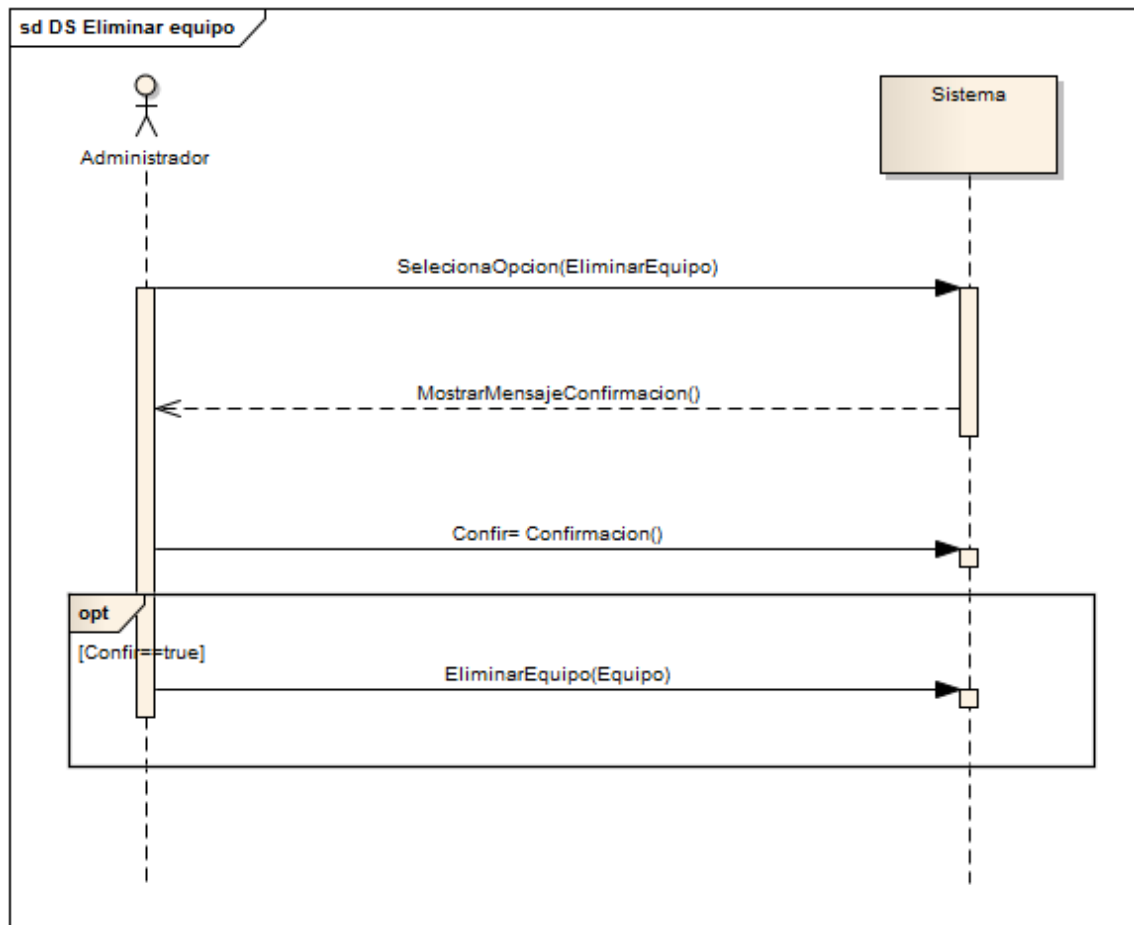 sd DS Eliminar equipo
Sistema
Administrador
SelecionaOpcion(EliminarEquipo)
MostrarMensajeConfirmacion()
Confir= Confirmacion()
opt
[Confir==true]
EliminarEquipo(Equipo)